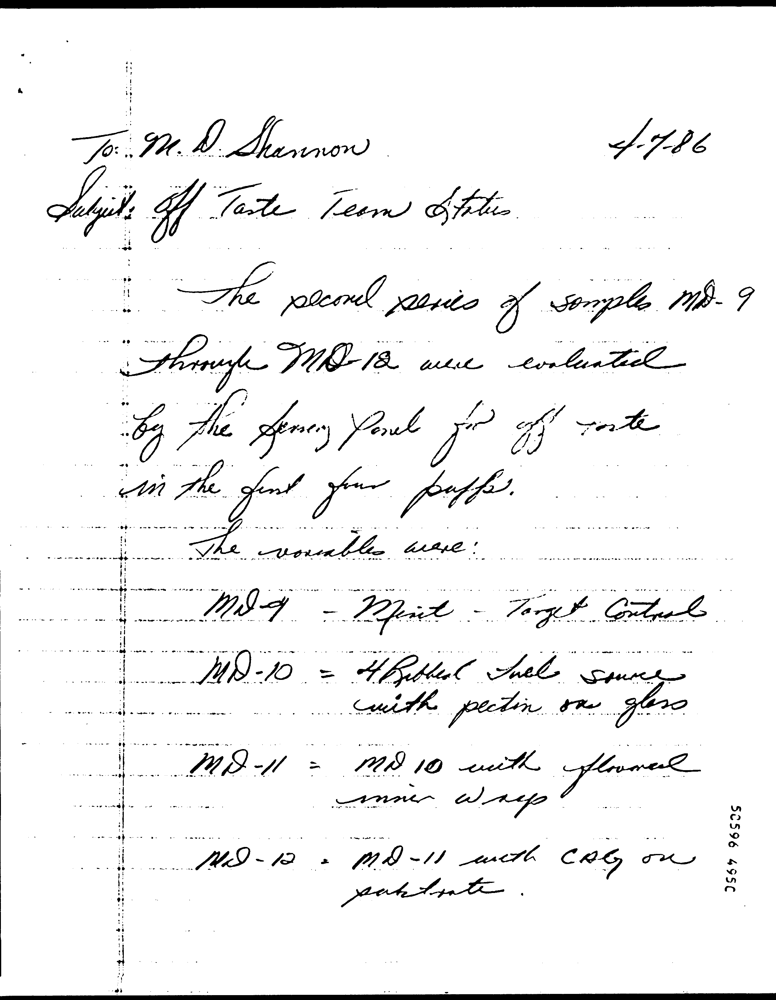 To: M. D. Shannon 4-7-86
Subject: Off Taste Team Status
The second series of samples MD-9
through MD-12 were evaluated
by the Sensory Panel for off taste
in the first four puffs.
The variables were:
MD-9 - Merit - Target Control
MD-10 = 4 Ribbed fuel source
with pectin on glass
MD-11 = MD 10 with flavored
inner wrap
MD-12 = MD-11 with on
substrate.
50596 4950